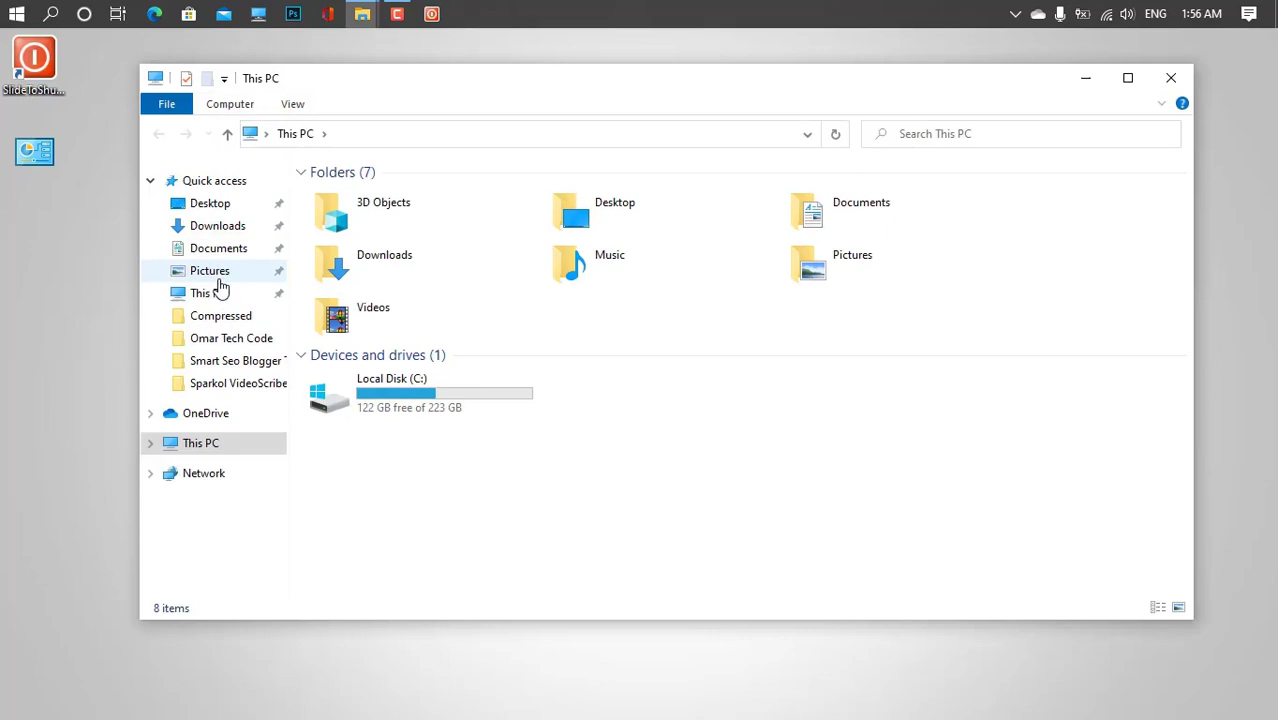 Ps
ENG
1:56 AM
SlideToShu...
This PC
File
Computer
View
This PC
Search This PC
Quick access
Desktop
Downloads
Documents
Pictures
This
Compressed
Omar Tech Code
Smart Seo Blogger
Sparkol VideoScribe
OneDrive
This PC
Network
Folders (7)
3D Objects
Desktop
Documents
Downloads
Music
Pictures
Videos
Devices and drives (1)
Local Disk (C:)
122 GB free of 223 GB
8 items